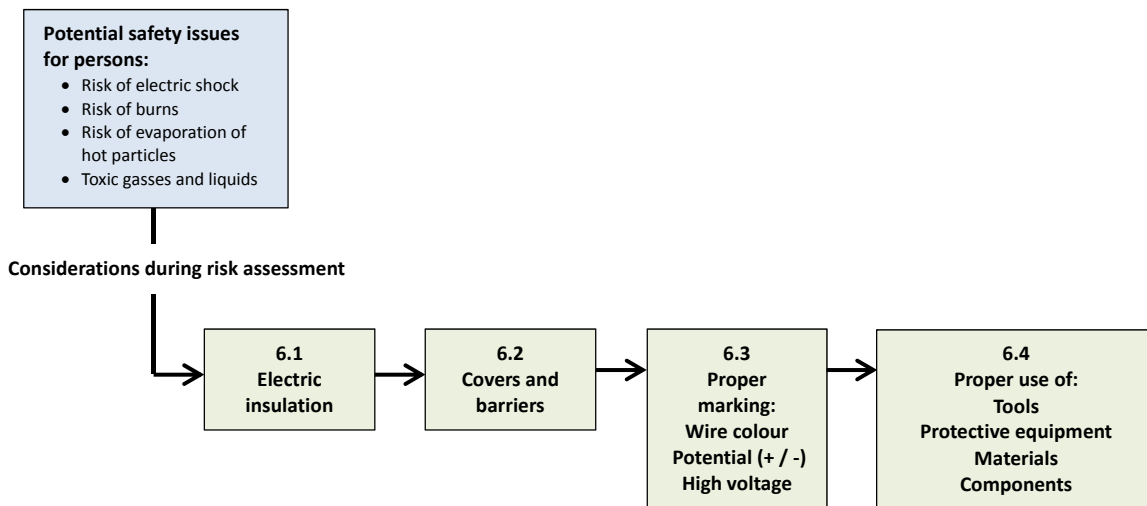 Potential safety issues
for persons:
• Risk of electric shock
• Risk of burns
• Risk of evaporation of
hot particles
• Toxic gasses and liquids
Considerations during risk assessment
6.1
Electric
insulation
6.2
Covers and
barriers
6.3
Proper
marking:
Wire colour
Potential (+ / -)
High voltage
6.4
Proper use of:
Tools
Protective equipment
Materials
Components